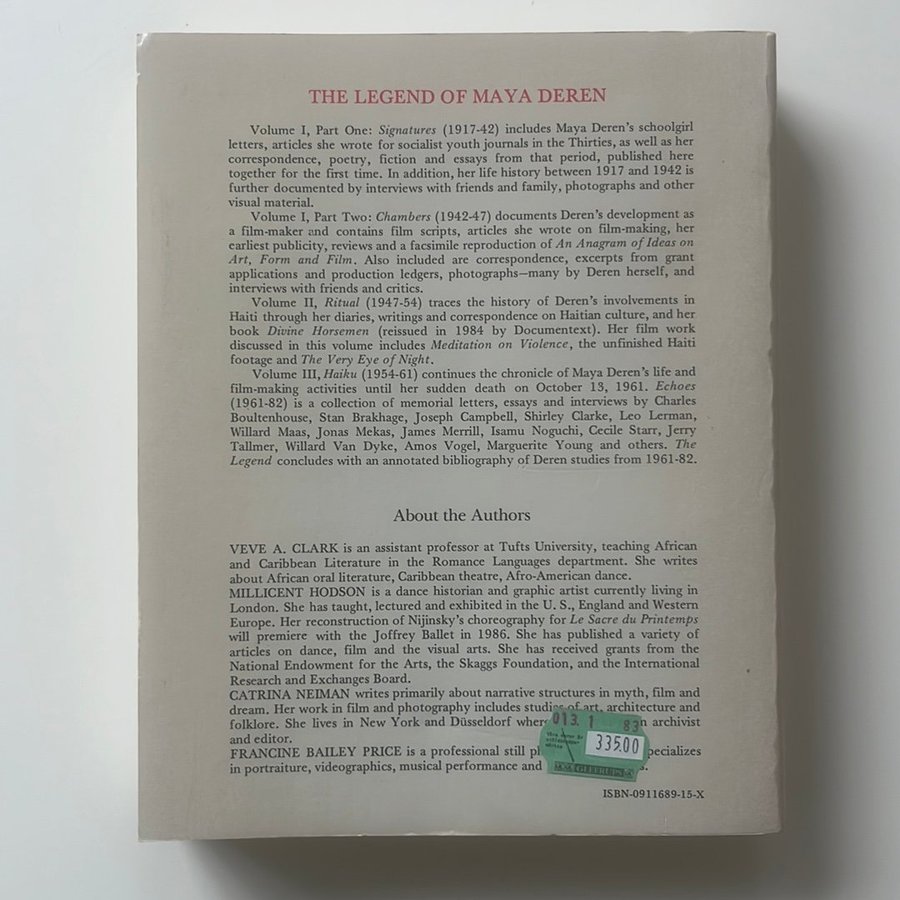 THE LEGEND OF MAYA DEREN
Volume I, Part One: Signatures (1917-42) includes Maya Deren's schoolgirl
letters, articles she wrote for socialist youth journals in the Thirties, as well as her
correspondence, poetry, fiction and essays from that period, published here
together for the first time. In addition, her life history between 1917 and 1942 is
further documented by interviews with friends and family, photographs and other
visual material.
Volume I, Part Two: Chambers (1942-47) documents Deren's development as
a film-maker and contains film scripts, articles she wrote on film-making, her
earliest publicity, reviews and a facsimile reproduction of An Anagram of Ideas on
Art, Form and Film. Also included are correspondence, excerpts from grant
applications and production ledgers, photographs—many by Deren herself, and
interviews with friends and critics.
Volume II, Ritual (1947-54) traces the history of Deren's involvements in
Haiti through her diaries, writings and correspondence on Haitian culture, and her
book Divine Horsemen (reissued in 1984 by Documentext). Her film work
discussed in this volume includes Meditation on Violence, the unfinished Haiti
footage and The Very Eye of Night.
Volume III, Haiku (1954-61) continues the chronicle of Maya Deren's life and
film-making activities until her sudden death on October 13, 1961. Echoes
(1961-82) is a collection of memorial letters, essays and interviews by Charles
Boultenhouse, Stan Brakhage, Joseph Campbell, Shirley Clarke, Leo Lerman,
Willard Maas, Jonas Mekas, James Merrill, Isamu Noguchi, Cecile Starr, Jerry
Tallmer, Willard Van Dyke, Amos Vogel, Marguerite Young and others. The
Legend concludes with an annotated bibliography of Deren studies from 1961-82.
About the Authors
VEVE A. CLARK is an assistant professor at Tufts University, teaching African
and Caribbean Literature in the Romance Languages department. She writes
about African oral literature, Caribbean theatre, Afro-American dance.
MILLICENT HODSON is a dance historian and graphic artist currently living in
London. She has taught, lectured and exhibited in the U. S., England and Western
Europe. Her reconstruction of Nijinsky's choreography for Le Sacre du Printemps
will premiere with the Joffrey Ballet in 1986. She has published a variety of
articles on dance, film and the visual arts. She has received grants from the
National Endowment for the Arts, the Skaggs Foundation, and the International
Research and Exchanges Board.
CATRINA NEIMAN writes primarily about narrative structures in myth, film and
dream. Her work in film and photography includes studies of art, architecture and
folklore. She lives in New York and Düsseldorf archivist
and editor.
FRANCINE BAILEY PRICE is a professional still
in portraiture, videographics, musical performance and
013 1 83
335.00
ISBN-0911689-15-X